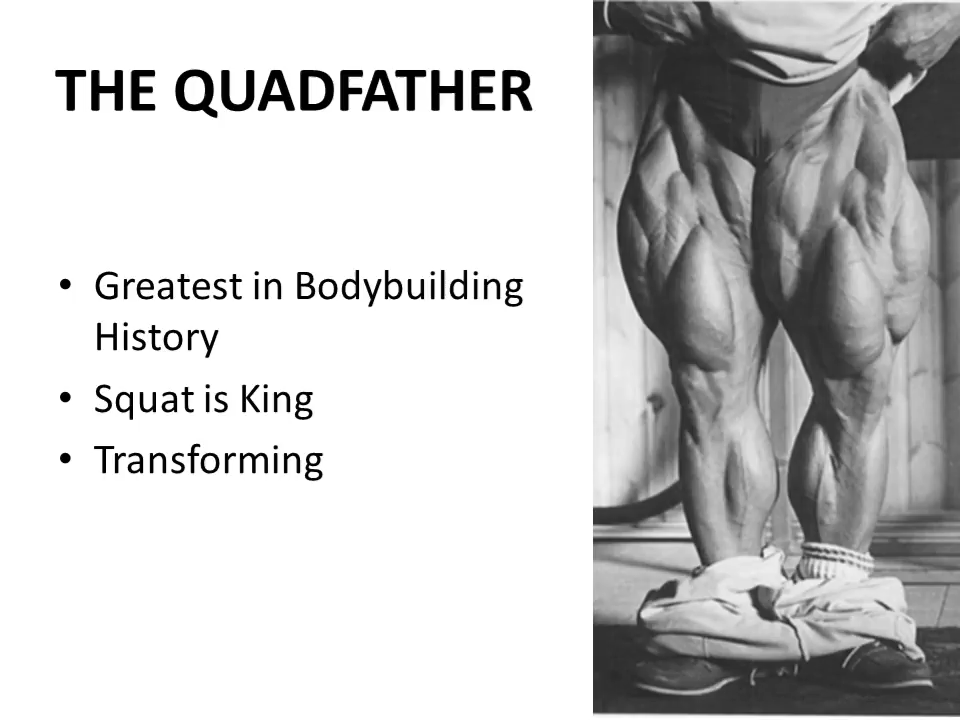 THE QUADFATHER
• Greatest in Bodybuilding
History
• Squat is King
• Transforming